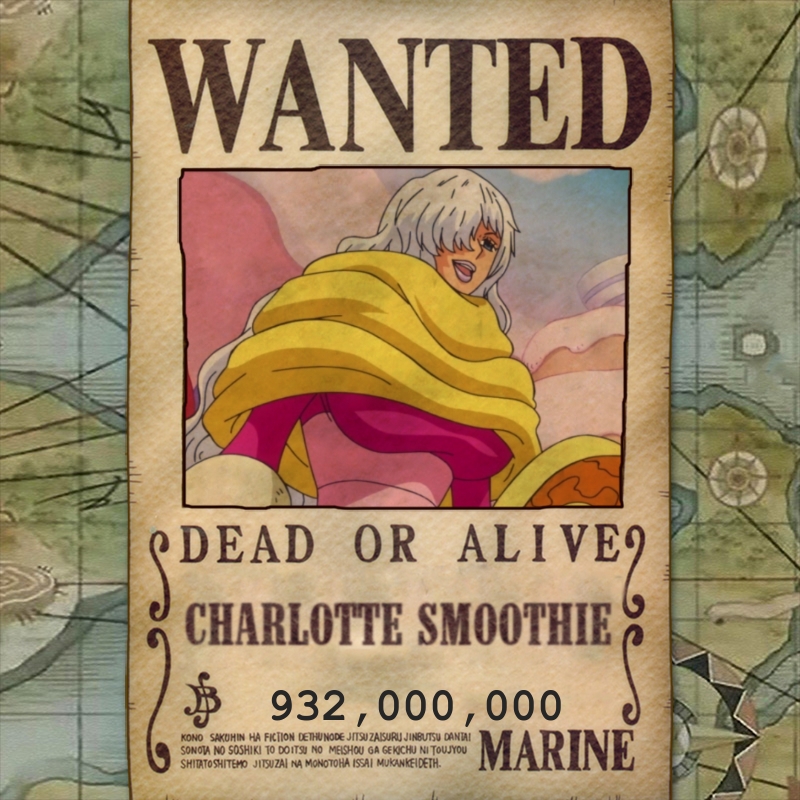 WANTED
DEAD OR ALIVE
CHARLOTTE SMOOTHIE
932,000,000
KONO SAKUHIN HA FICTION DETHUNODE JITSUZAISURU JINBUTSU DANTAI
SONOTA NO SOSHIKI TO DOITSU NO MEISHOU GA GEKICHU NI TOUJYOU
SHITATOSHITEMO JITSUZAI NA MONOTOHA ISSAI MUKANKEIDETH.
MARINE